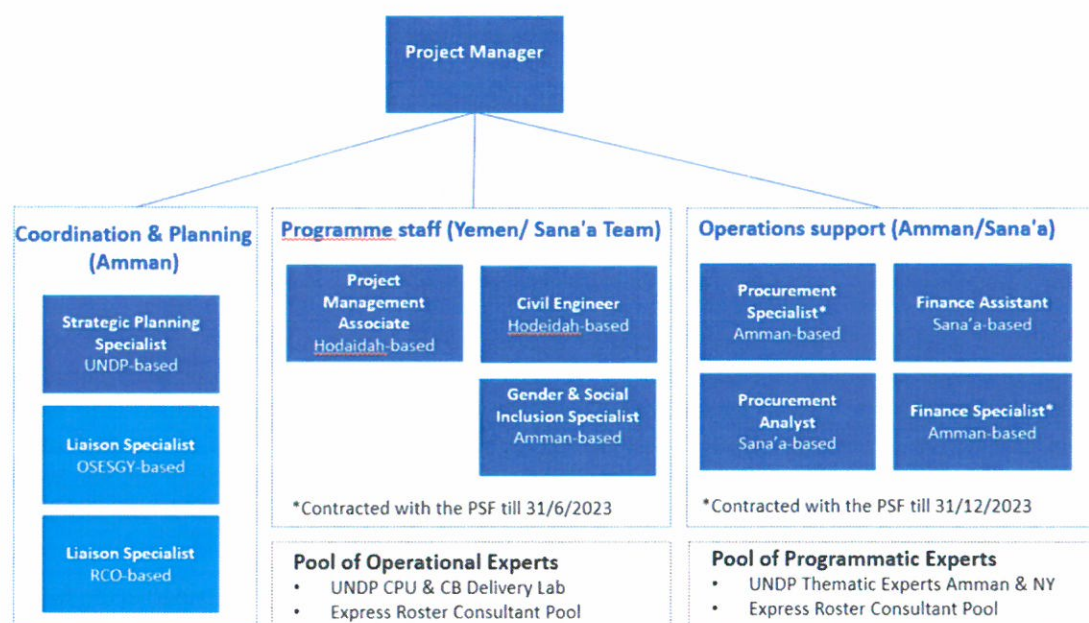 Project Manager
Coordination & Planning
(Amman)
Strategic Planning
Specialist
UNDP-based
Liaison Specialist
OSESGY-based
Liaison Specialist
RCO-based
Programme staff (Yemen/ Sana'a Team)
Project
Management
Associate
Hodaidah-based
Civil Engineer
Hodeidah-based
Gender & Social
Inclusion Specialist
Amman-based
*Contracted with the PSF till 31/6/2023
Operations support (Amman/Sana'a)
Procurement
Specialist*
Amman-based
Finance Assistant
Sana'a-based
Procurement
Analyst
Sana'a-based
Finance Specialist*
Amman-based
*Contracted with the PSF till 31/12/2023
Pool of Operational Experts
• UNDP CPU & CB Delivery Lab
• Express Roster Consultant Pool
Pool of Programmatic Experts
• UNDP Thematic Experts Amman & NY
• Express Roster Consultant Pool